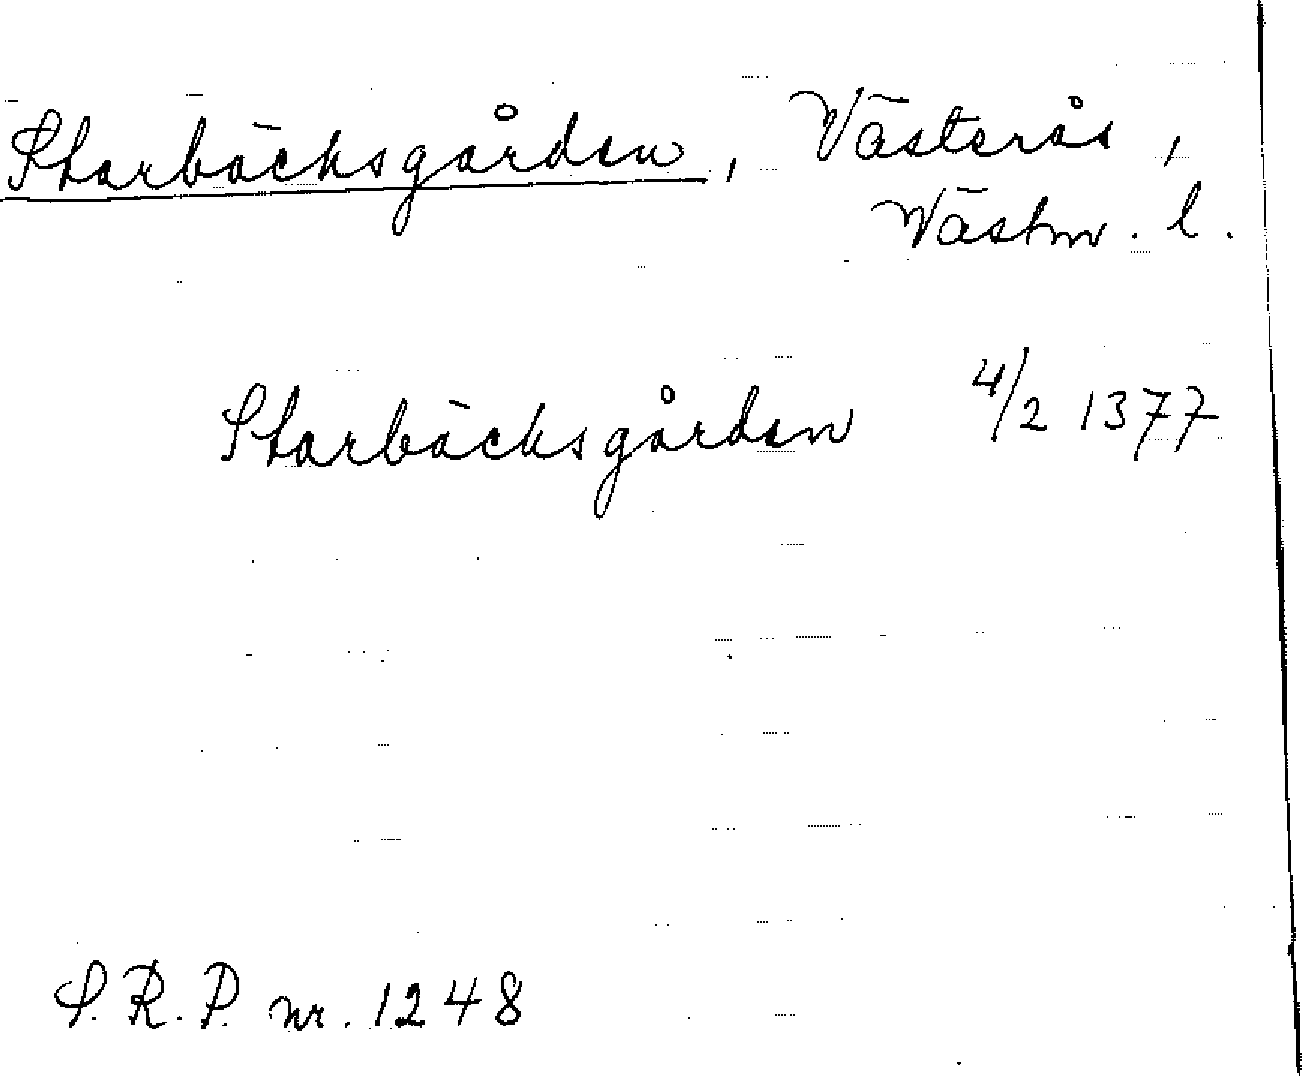 Starbäcksgården, Västerås,
Västm. l.
Starbäcksgården 4/2 1377
S.R.P. nr. 1248